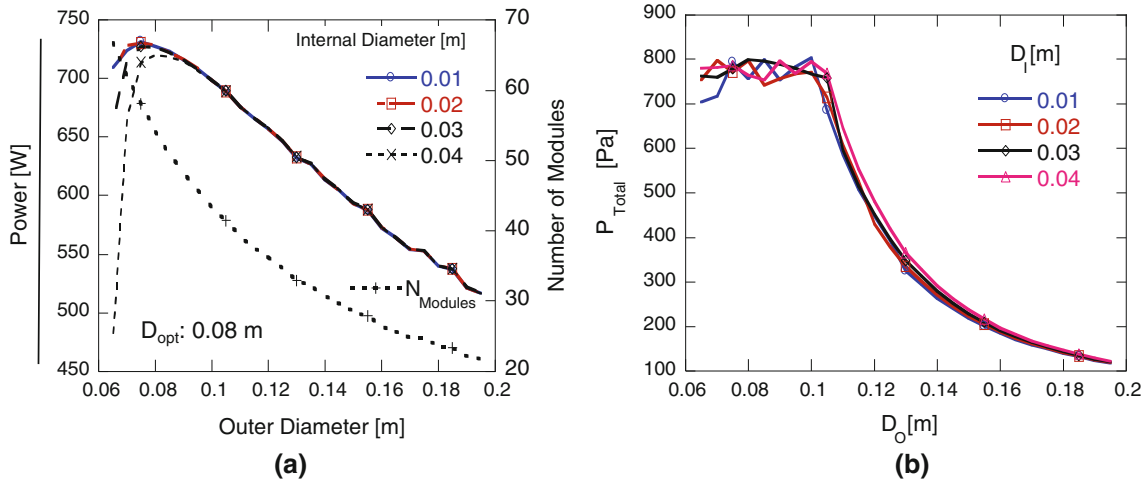 750
700
650
600
550
500
450
Power [W]
Internal Diameter [m]
0.01
0.02
0.03
0.04
N Modules
D opt: 0.08 m
70
60
50
40
30
20
Number of Modules
0.06 0.08 0.1 0.12 0.14 0.16 0.18 0.2
Outer Diameter [m]
(a)
900
800
700
600
500
400
300
200
100
P Total [Pa]
D I [m]
0.01
0.02
0.03
0.04
0.06 0.08 0.1 0.12 0.14 0.16 0.18 0.2
D O [m]
(b)